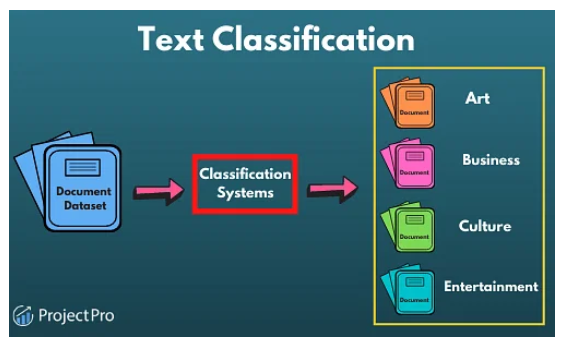 Text Classification
Document
Dataset
Classification
Systems
Document
Art
Document
Business
Document
Culture
Document
Entertainment
ProjectPro